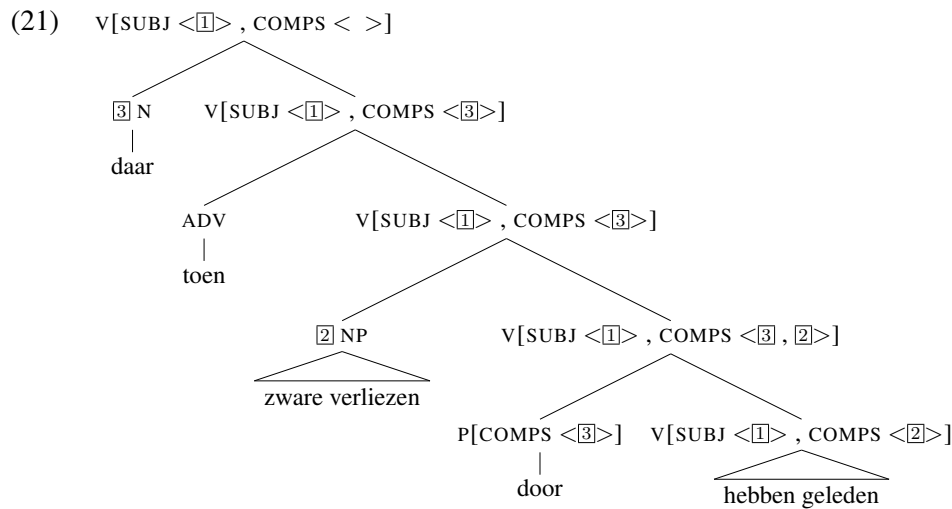 (21) V[SUBJ <1> , COMPS < >]
3 N V[SUBJ <1> , COMPS <3>]
daar
ADV V[SUBJ <1> , COMPS <3>]
toen
2 NP V[SUBJ <1> , COMPS <3 , 2>]
zware verliezen
P[COMPS <3>] V[SUBJ <1> , COMPS <2>]
door hebben geleden